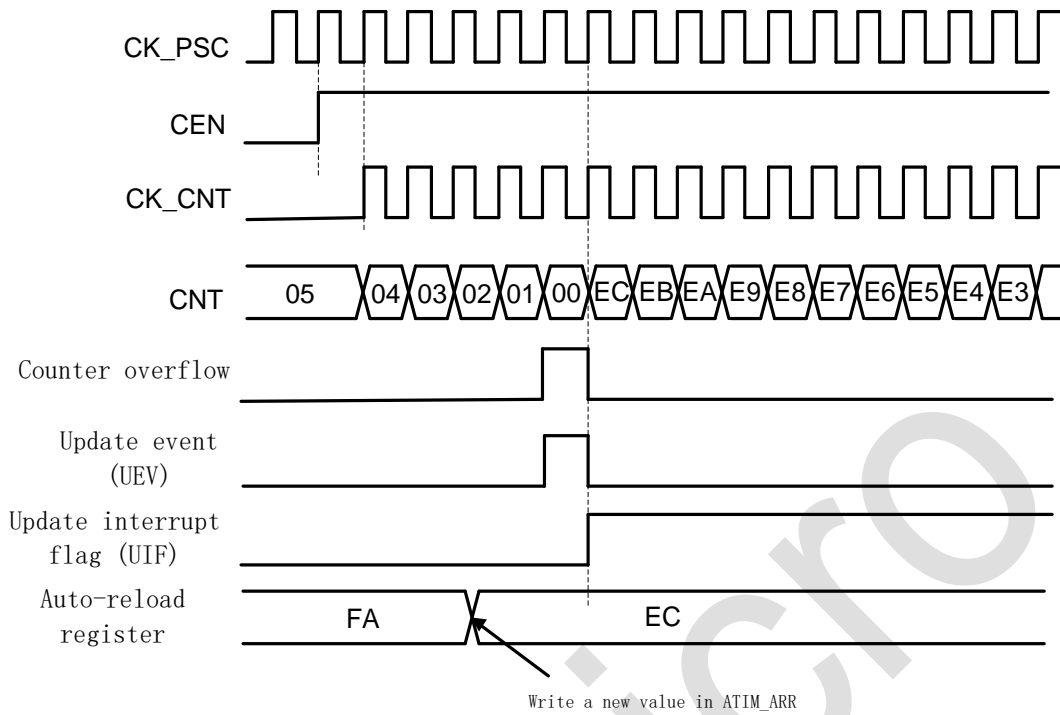 CK_PSC
CEN
CK_CNT
CNT 05 04 03 02 01 00 EC EB EA E9 E8 E7 E6 E5 E4 E3
Counter overflow
Update event
(UEV)
Update interrupt
flag (UIF)
Auto-reload
register
FA EC
Write a new value in ATIM_ARR
icro